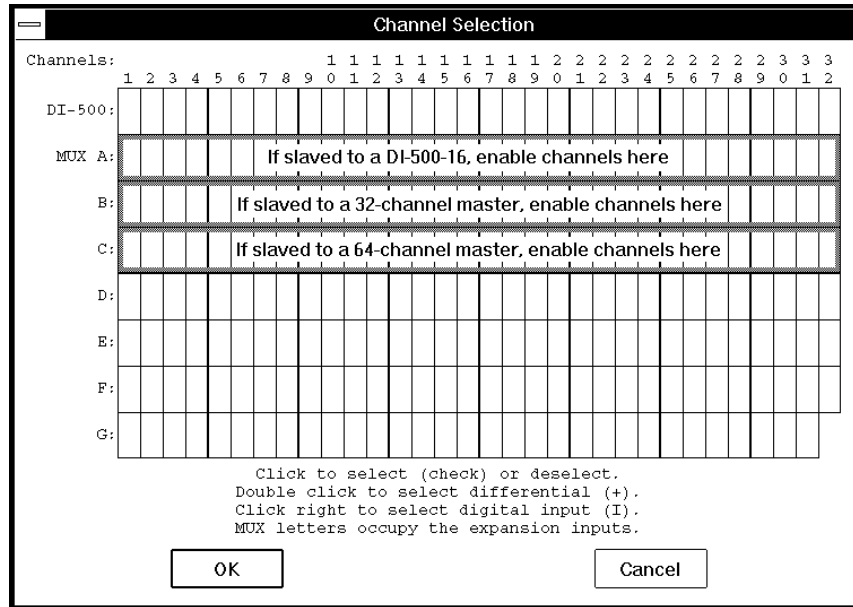 Channel Selection
Channels: 1 1 1 1 1 1 1 1 1 1 2 2 2 2 2 2 2 2 2 2 3 3 3
1 2 3 4 5 6 7 8 9 0 1 2 3 4 5 6 7 8 9 0 1 2 3 4 5 6 7 8 9 0 1 2
DI-500:
MUX A: If slaved to a DI-500-16, enable channels here
B: If slaved to a 32-channel master, enable channels here
C: If slaved to a 64-channel master, enable channels here
D:
E:
F:
G:
Click to select (check) or deselect.
Double click to select differential (+).
Click right to select digital input (I).
MUX letters occupy the expansion inputs.
OK Cancel